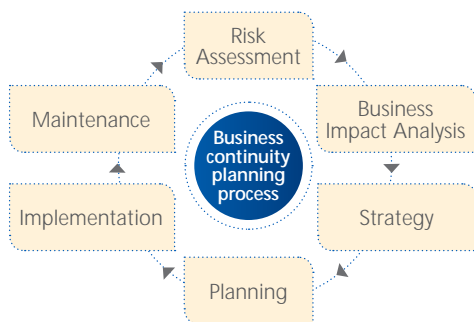 Risk
Assessment
Business
Impact Analysis
Strategy
Planning
Implementation
Maintenance
Business
continuity
planning
process